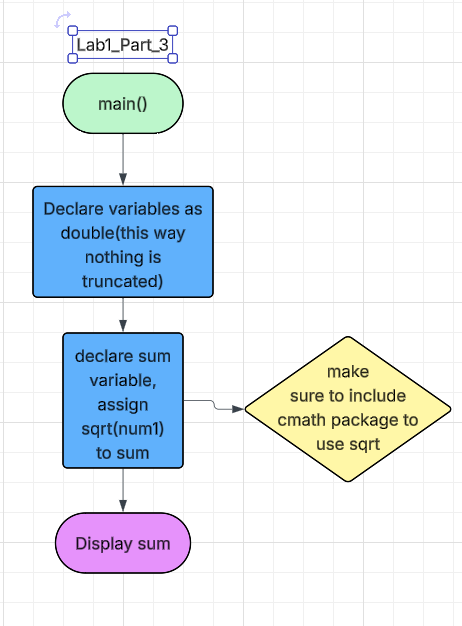 Lab1_Part_3
main()
Declare variables as
double(this way
nothing is
truncated)
declare sum
variable,
assign
sqrt(num1)
to sum
make
sure to include
cmath package to
use sqrt
Display sum